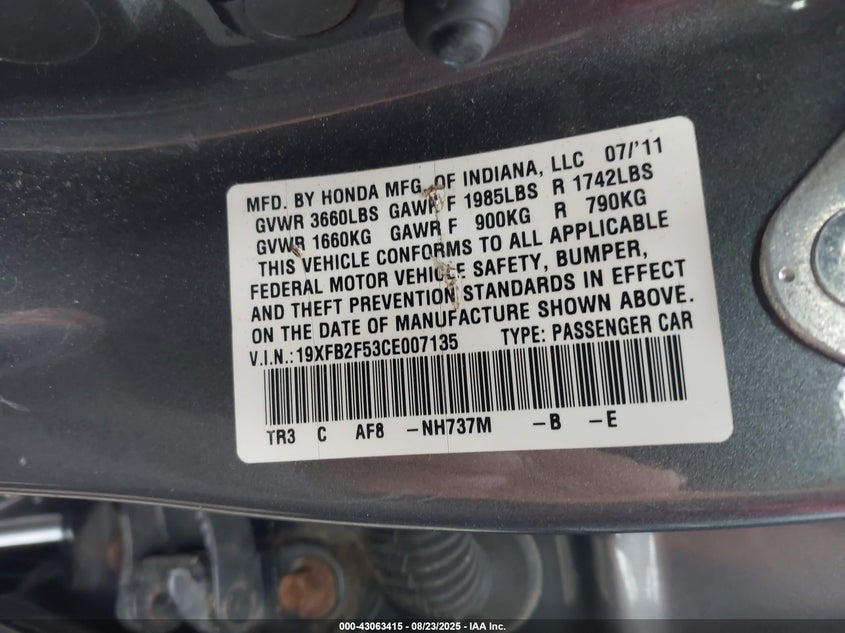 MFD. BY HONDA MFG. OF INDIANA, LLC 07/'11
GVWR 3660LBS GAWR F 1985LBS R 1742LBS
GVWR 1660KG GAWR F 900KG R 790KG
THIS VEHICLE CONFORMS TO ALL APPLICABLE
FEDERAL MOTOR VEHICLE SAFETY, BUMPER,
AND THEFT PREVENTION STANDARDS IN EFFECT
ON THE DATE OF MANUFACTURE SHOWN ABOVE.
V.I.N.:19XFB2F53CE007135 TYPE: PASSENGER CAR
TR3 C AF8 -NH737M -B -E
000-43063415 - 08/23/2025 - IAA Inc.